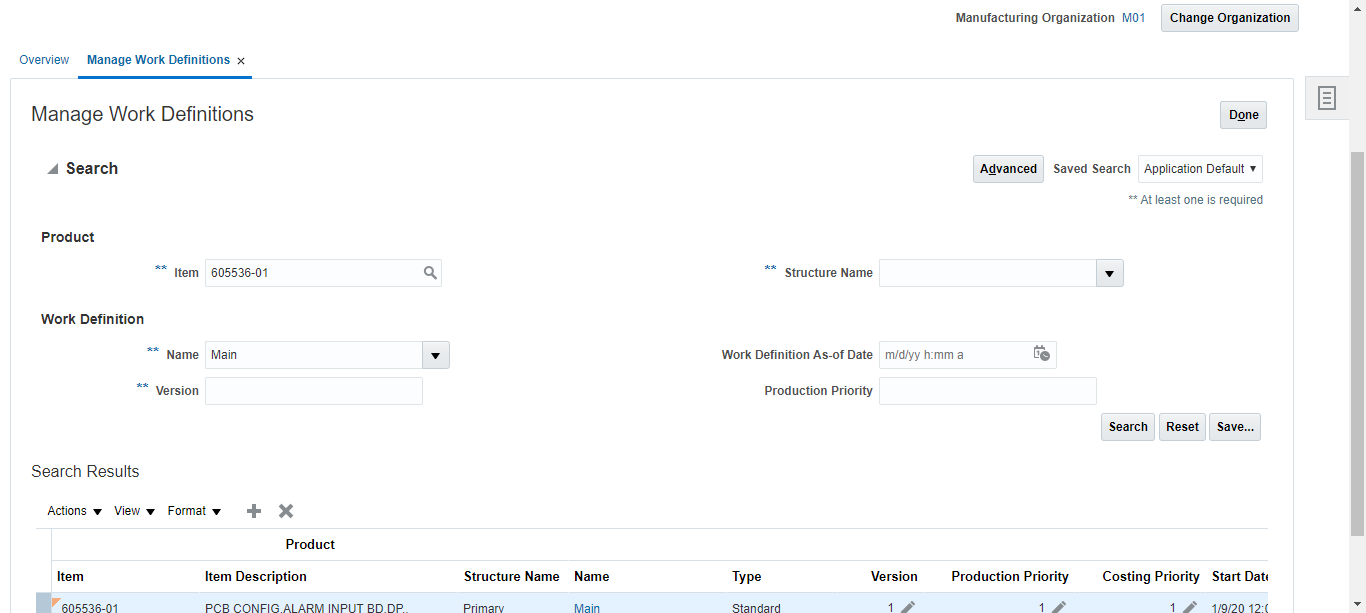 Manufacturing Organization M01 Change Organization
Overview Manage Work Definitions ×
Manage Work Definitions Done
Search Advanced Saved Search Application Default ▼
** At least one is required
Product
** Item 605536-01 ** Structure Name
Work Definition
** Name Main Work Definition As-of Date m/d/yy h:mm a
** Version Production Priority
Search Reset Save...
Search Results
Actions ▼ View ▼ Format ▼
Product
Item Item Description Structure Name Name Type Version Production Priority Costing Priority Start Date
605536-01 PCB CONFIG,ALARM INPUT BD,DP.. Primary Main Standard 1 1 1 1/9/20 12:0